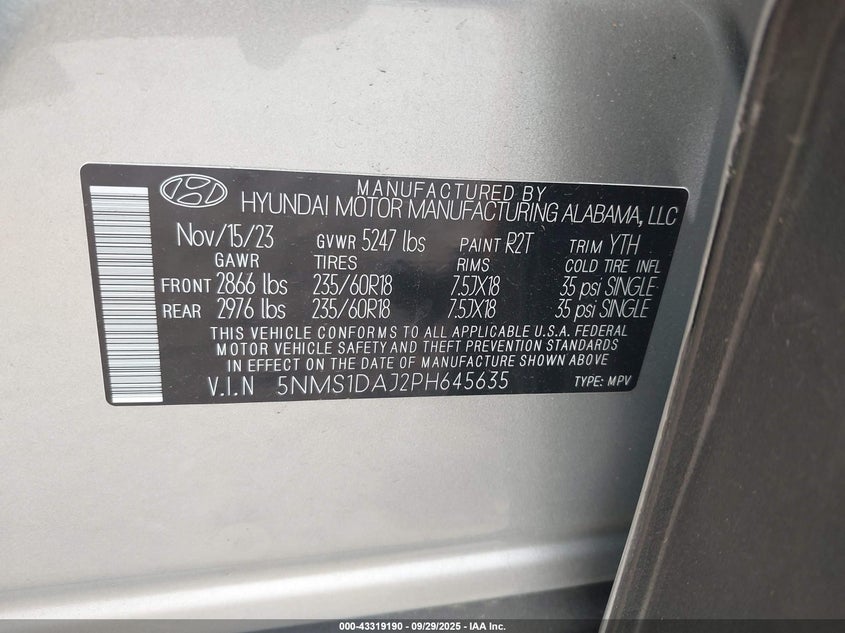 MANUFACTURED BY
HYUNDAI MOTOR MANUFACTURING ALABAMA, LLC
Nov/15/23 GVWR 5247 lbs PAINT R2T TRIM YTH
GAWR TIRES RIMS COLD TIRE INFL
FRONT 2866 lbs 235/60R18 7.5JX18 35 psi SINGLE
REAR 2976 lbs 235/60R18 7.5JX18 35 psi SINGLE
THIS VEHICLE CONFORMS TO ALL APPLICABLE U.S.A. FEDERAL
MOTOR VEHICLE SAFETY AND THEFT PREVENTION STANDARDS
IN EFFECT ON THE DATE OF MANUFACTURE SHOWN ABOVE
V.I.N 5NMS1DAJ2PH645635 TYPE: MPV
000-43319190 - 09/29/2025 - IAA Inc.